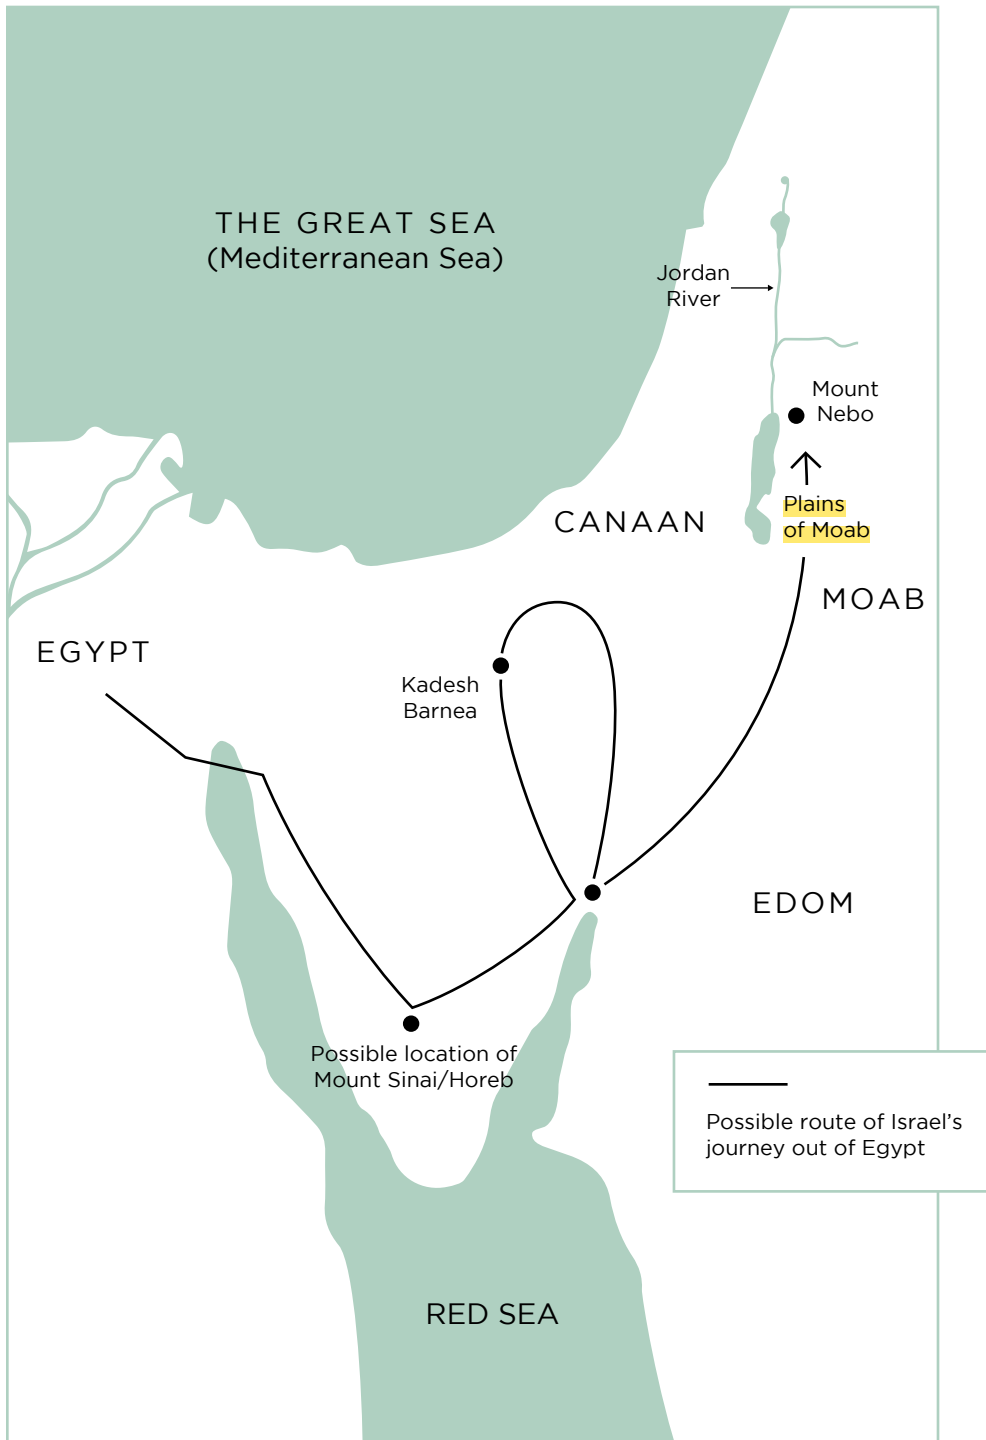 THE GREAT SEA
(Mediterranean Sea)
Jordan
River
Mount
Nebo
Plains
of Moab
CANAAN
MOAB
EGYPT
Kadesh
Barnea
EDOM
Possible location of
Mount Sinai/Horeb
Possible route of Israel’s
journey out of Egypt
RED SEA